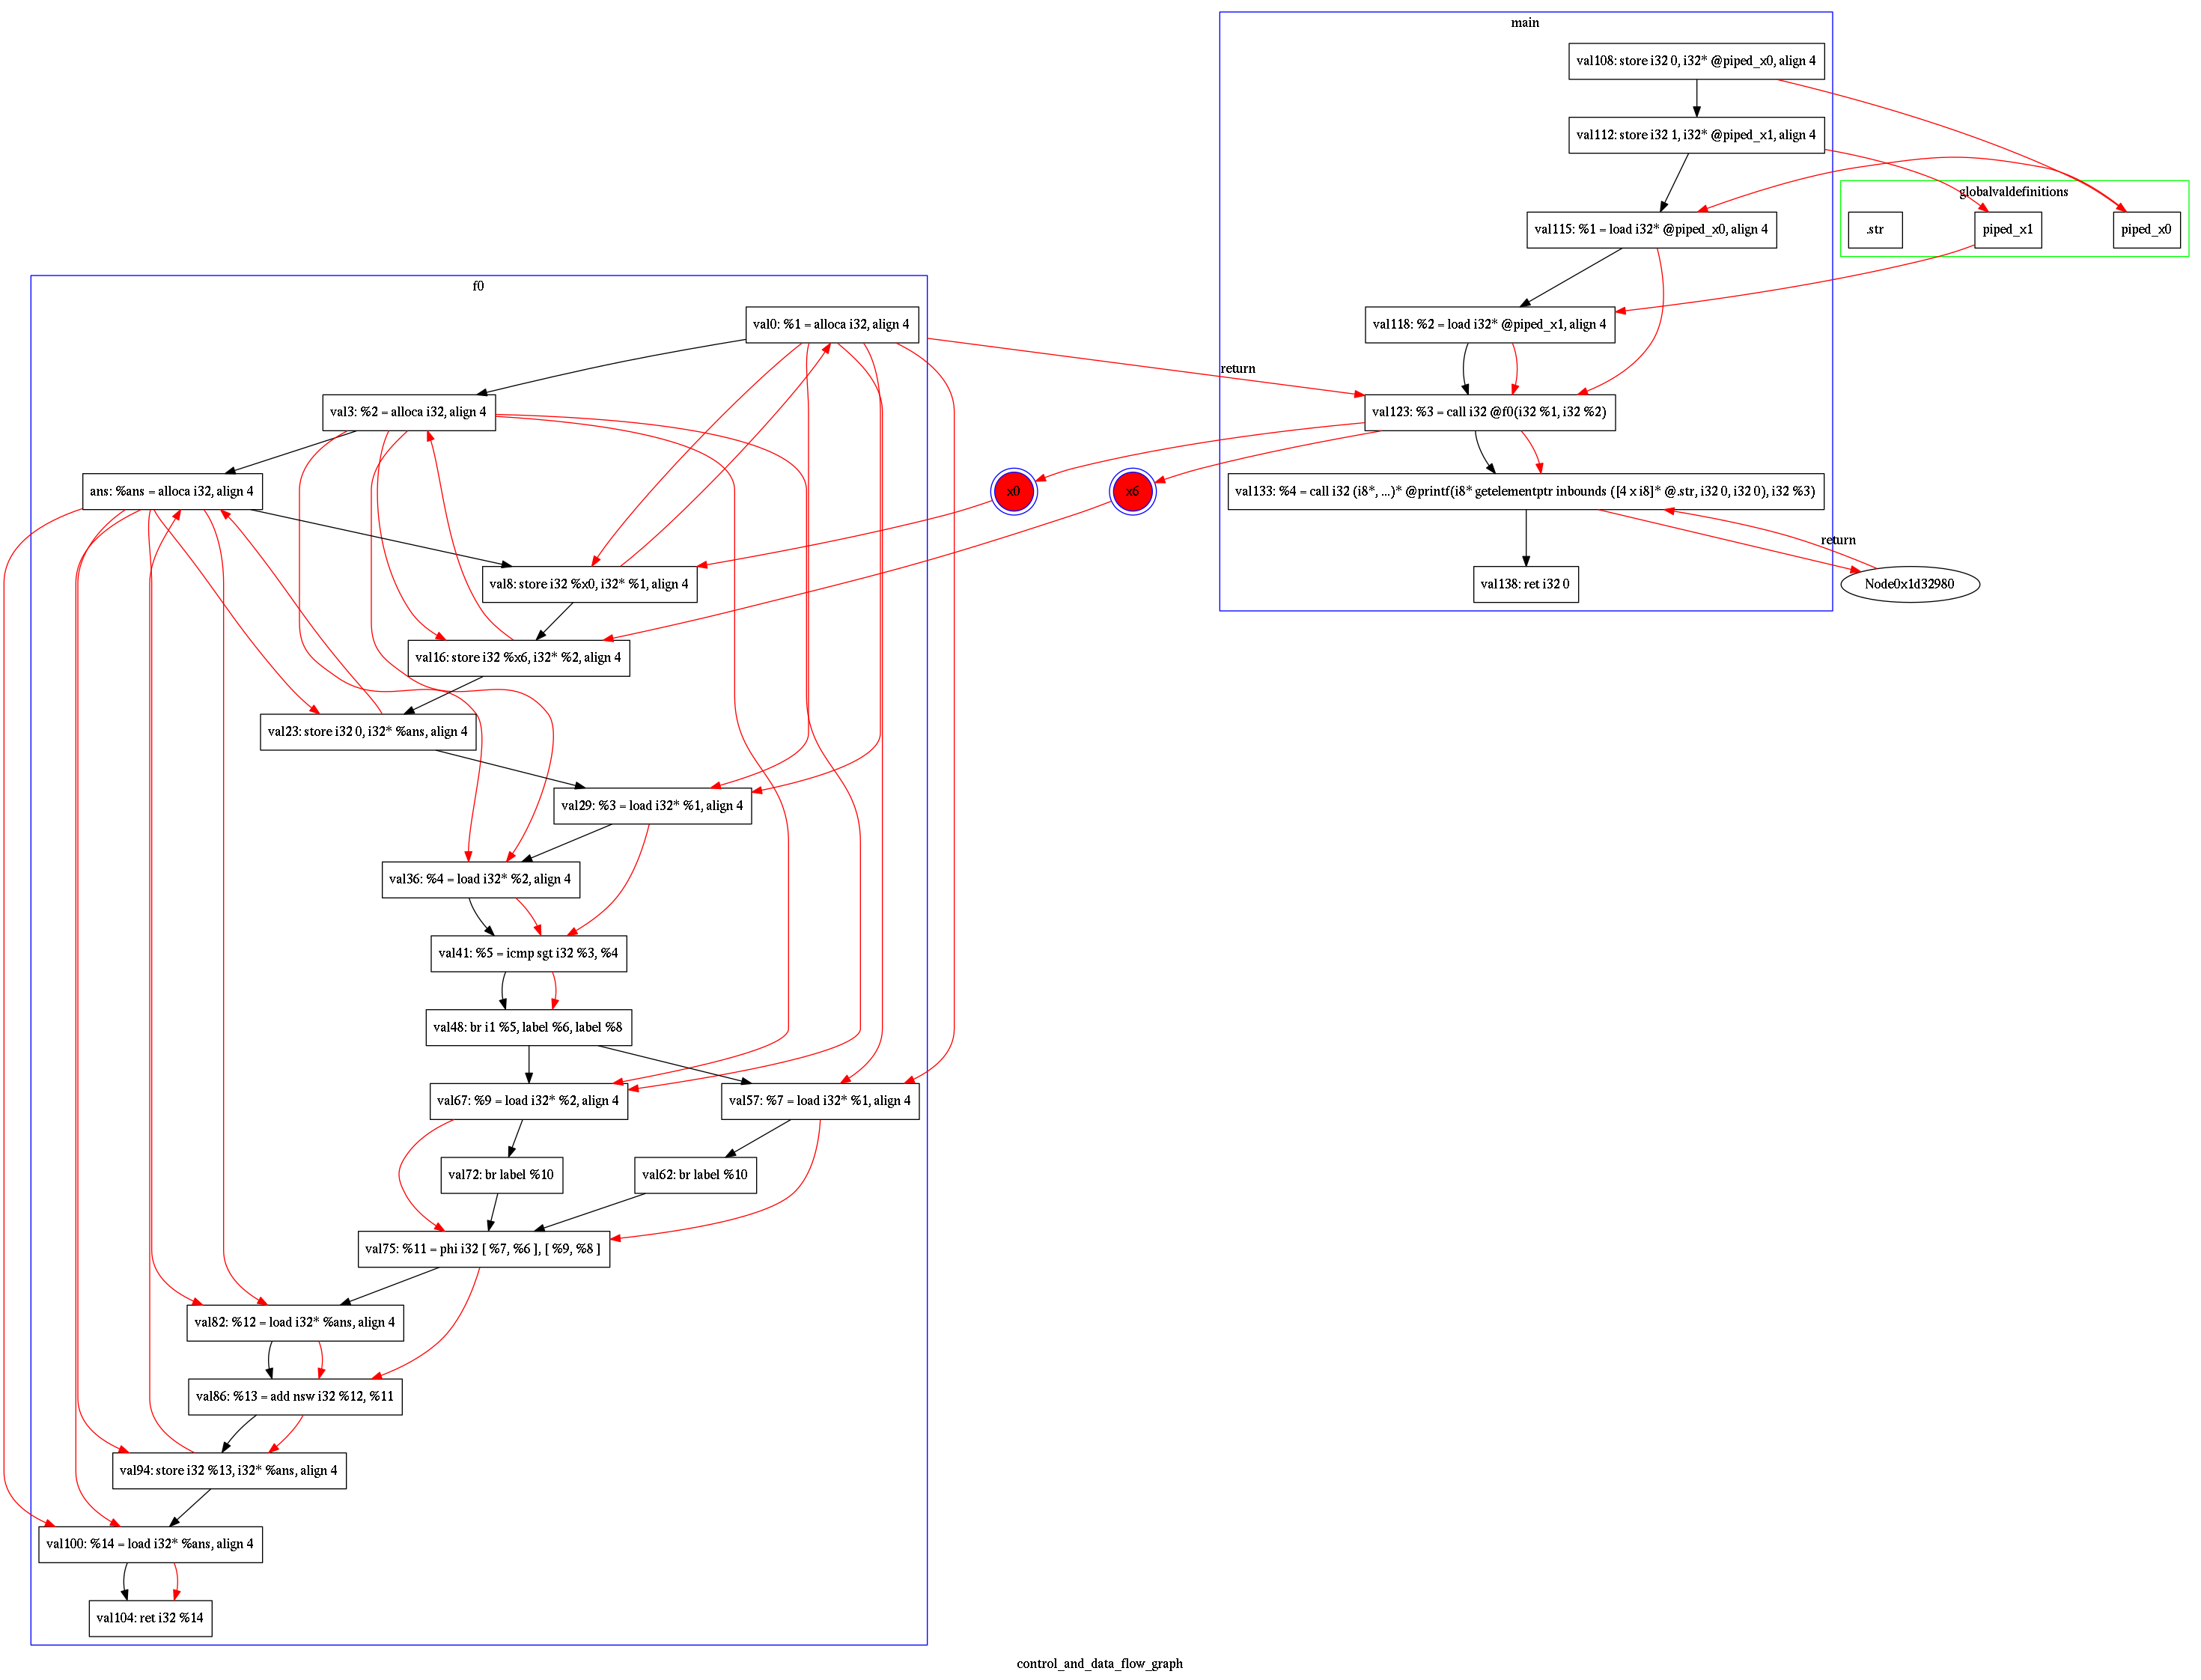 main
val108: store i32 0, i32* @piped_x0, align 4
val112: store i32 1, i32* @piped_x1, align 4
globalvaldefinitions
val115: %1 = load i32* @piped_x0, align 4
.str
piped_x1
piped_x0
f0
val0: %1 = alloca i32, align 4
val118: %2 = load i32* @piped_x1, align 4
return
val3: %2 = alloca i32, align 4
val123: %3 = call i32 @f0(i32 %1, i32 %2)
ans: %ans = alloca i32, align 4
x0
x6
val133: %4 = call i32 (i8*, ...)* @printf(i8* getelementptr inbounds ([4 x i8]* @.str, i32 0, i32 0), i32 %3)
return
val8: store i32 %x0, i32* %1, align 4
val138: ret i32 0
Node0x1d32980
val16: store i32 %x6, i32* %2, align 4
val23: store i32 0, i32* %ans, align 4
val29: %3 = load i32* %1, align 4
val36: %4 = load i32* %2, align 4
val41: %5 = icmp sgt i32 %3, %4
val48: br i1 %5, label %6, label %8
val67: %9 = load i32* %2, align 4
val57: %7 = load i32* %1, align 4
val72: br label %10
val62: br label %10
val75: %11 = phi i32 [ %7, %6 ], [ %9, %8 ]
val82: %12 = load i32* %ans, align 4
val86: %13 = add nsw i32 %12, %11
val94: store i32 %13, i32* %ans, align 4
val100: %14 = load i32* %ans, align 4
val104: ret i32 %14
control_and_data_flow_graph